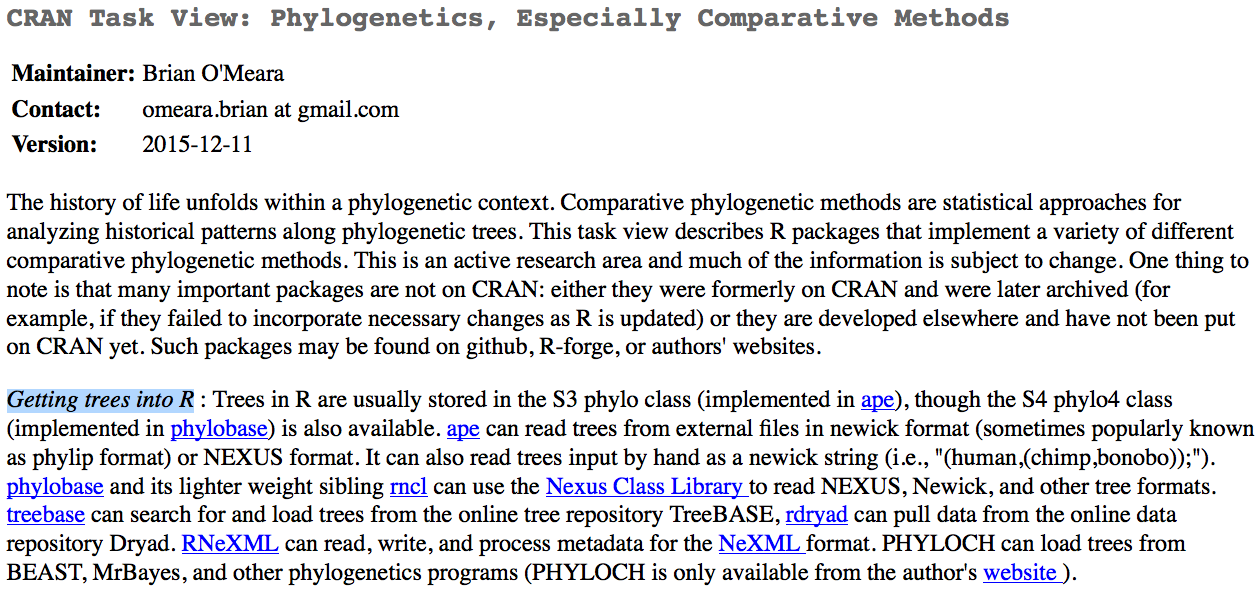 CRAN Task View: Phylogenetics, Especially Comparative Methods
Maintainer: Brian O'Meara
Contact: omeara.brian at gmail.com
Version: 2015-12-11
The history of life unfolds within a phylogenetic context. Comparative phylogenetic methods are statistical approaches for
analyzing historical patterns along phylogenetic trees. This task view describes R packages that implement a variety of different
comparative phylogenetic methods. This is an active research area and much of the information is subject to change. One thing to
note is that many important packages are not on CRAN: either they were formerly on CRAN and were later archived (for
example, if they failed to incorporate necessary changes as R is updated) or they are developed elsewhere and have not been put
on CRAN yet. Such packages may be found on github, R-forge, or authors' websites.
Getting trees into R : Trees in R are usually stored in the S3 phylo class (implemented in ape), though the S4 phylo4 class
(implemented in phylobase) is also available. ape can read trees from external files in newick format (sometimes popularly known
as phylip format) or NEXUS format. It can also read trees input by hand as a newick string (i.e., "(human,(chimp,bonobo));").
phylobase and its lighter weight sibling rncl can use the Nexus Class Library to read NEXUS, Newick, and other tree formats.
treebase can search for and load trees from the online tree repository TreeBASE, rdryad can pull data from the online data
repository Dryad. RNeXML can read, write, and process metadata for the NeXML format. PHYLOCH can load trees from
BEAST, MrBayes, and other phylogenetics programs (PHYLOCH is only available from the author's website ).